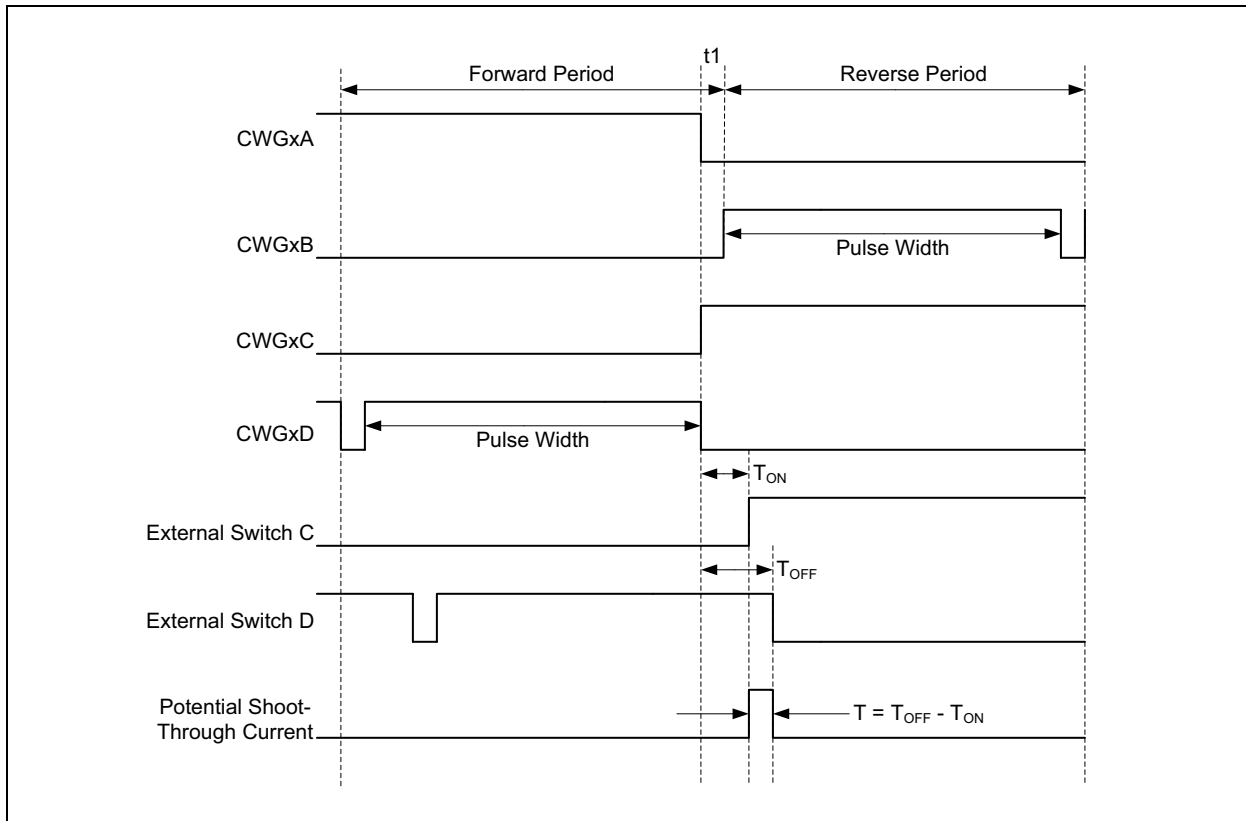 t1
Forward Period
Reverse Period
CWGxA
CWGxB
Pulse Width
CWGxC
CWGxD
Pulse Width
TON
External Switch C
TOFF
External Switch D
Potential Shoot-
Through Current
T = TOFF - TON